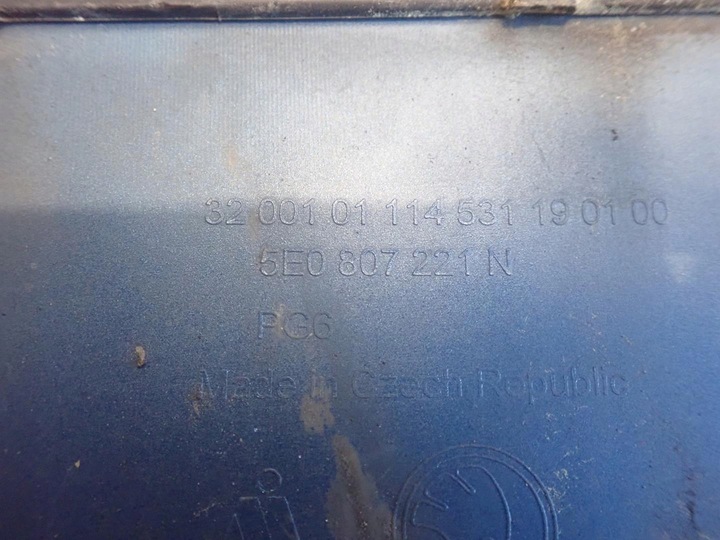 32 001 01 114 531 19 01 00
5E0 807 221 N
PG6
Made in Czech Republic